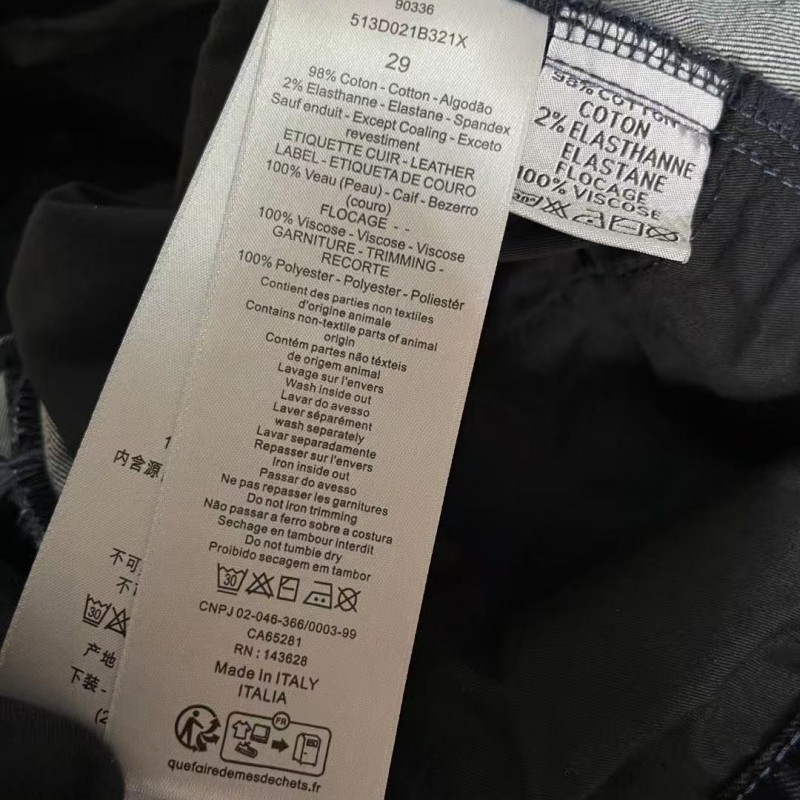 90336
513D021B321X
29
98% Coton - Cotton - Algodão
2% Elasthanne - Elastane - Spandex
Sauf enduit - Except Coaling - Exceto
revestiment
ETIQUETTE CUIR - LEATHER
LABEL - ETIQUETA DE COURO
100% Veau (Peau) - Caif - Bezerro
(couro)
FLOCAGE - -
100% Viscose - Viscose - Viscose
GARNITURE - TRIMMING -
RECORTE
100% Polyester - Polyester - Poliestér
Contient des parties non textiles
d'origine animale
Contains non-textile parts of animal
origin
Contém partes não têxteis
de origem animal
Lavage sur l'envers
Wash inside out
Lavar do avesso
Laver séparément
wash separately
Lavar separadamente
Repasser sur l'envers
Iron inside out
Passar do avesso
Ne pas repasser les garnitures
Do not iron trimming
Não passar a ferro sobre a costura
Sechage en tambour interdit
Do not tumble dry
Proibido secagem em tambor
30
CNPJ 02-046-366/0003-99
CA65281
RN : 143628
Made In ITALY
ITALIA
FR
quefairedemesdechets.fr
98% COTTON
COTON
2% ELASTHANNE
ELASTANE
FLOCAGE
100% VISCOSE
1
内含源
不可
不
30
产地
下装 -
(2